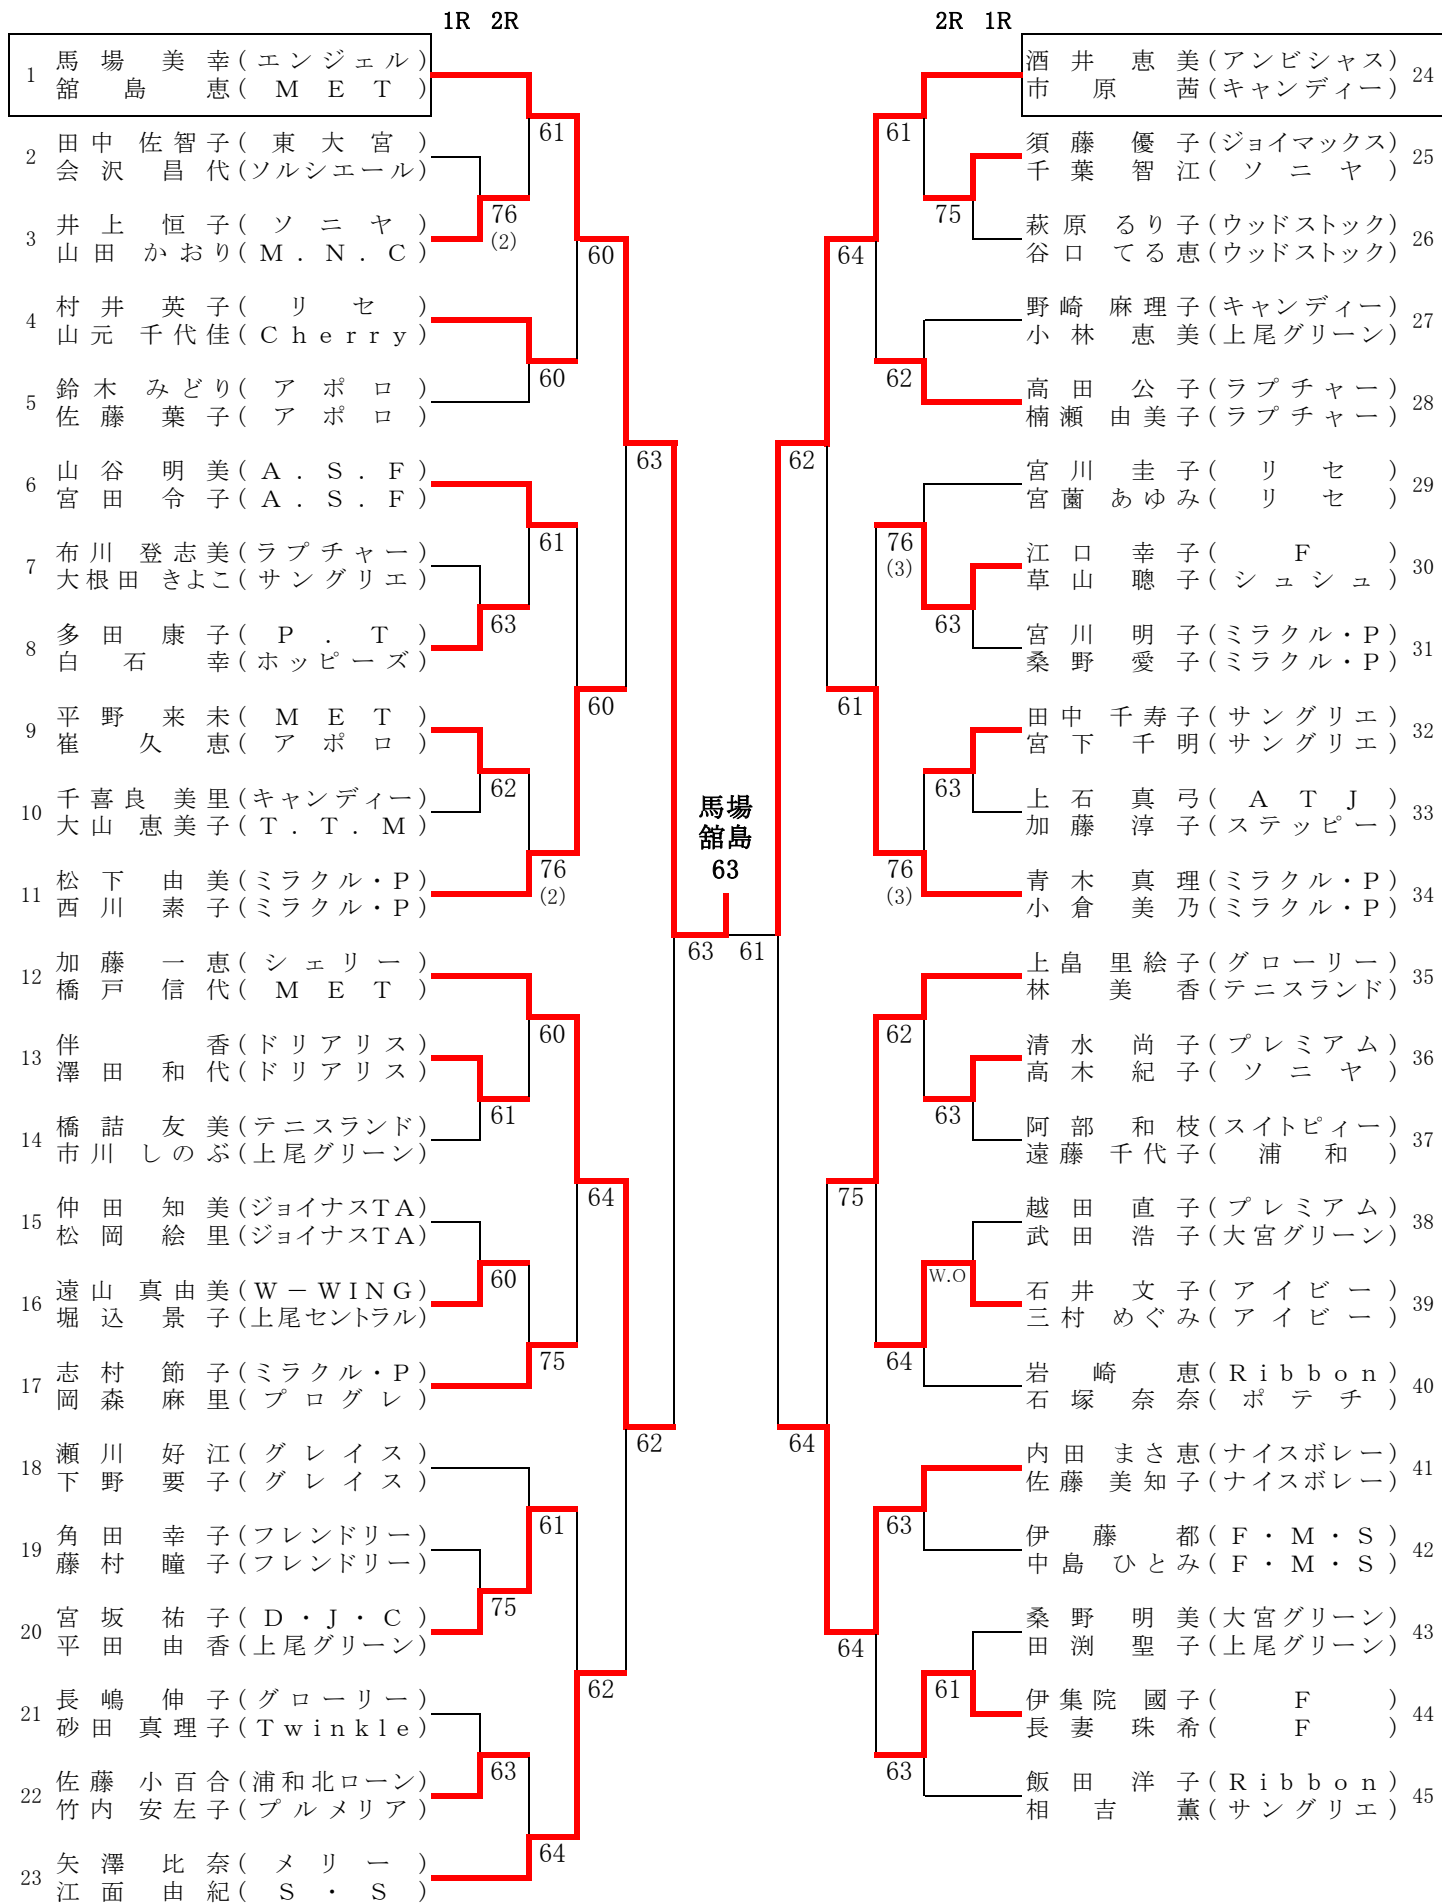 1R 2R
1 馬場 美幸(エンジェル)
舘島 恵(MET)
2 田中 佐智子(東大宮)
会沢 昌代(ソルシエール)
3 井上 恒子(ソニヤ)
山田 かおり(M.N.C)
4 村井 英子(リセ)
山元 千代佳(Cherry)
5 鈴木 みどり(アポロ)
佐藤 葉子(アポロ)
6 山谷 明美(A.S.F)
宮田 令子(A.S.F)
7 布川 登志美(ラプチャー)
大根田 きよこ(サングリエ)
8 多田 康子(P.T)
白石 幸(ホッピーズ)
9 平野 来未(MET)
崔 久恵(アポロ)
10 千喜良 美里(キャンディー)
大山 恵美子(T.T.M)
11 松下 由美(ミラクル・P)
西川 素子(ミラクル・P)
12 加藤 一恵(シェリー)
橋戸 信代(MET)
13 伴 香(ドリアリス)
澤田 和代(ドリアリス)
14 橋詰 友美(テニスランド)
市川 しのぶ(上尾グリーン)
15 仲田 知美(ジョイナスTA)
松岡 絵里(ジョイナスTA)
16 遠山 真由美(W－WING)
堀込 景子(上尾セントラル)
17 志村 節子(ミラクル・P)
岡森 麻里(プログレ)
18 瀬川 好江(グレイス)
下野 要子(グレイス)
19 角田 幸子(フレンドリー)
藤村 瞳子(フレンドリー)
20 宮坂 祐子(D・J・C)
平田 由香(上尾グリーン)
21 長嶋 伸子(グローリー)
砂田 真理子(Twinkle)
22 佐藤 小百合(浦和北ローン)
竹内 安左子(プルメリア)
23 矢澤 比奈(メリー)
江面 由紀(S・S)
76
(2)
63
62
61
60
75
63
61
60
61
76
(2)
60
75
61
64
60
60
64
62
63
62
63
馬場
舘島
63
61
62
64
64
61
75
64
61
62
76
(3)
76
(3)
62
64
63
63
75
63
63
63
W.O
61
2R 1R
酒井 恵美(アンビシャス) 24
市原 茜(キャンディー)
須藤 優子(ジョイマックス) 25
千葉 智江(ソニヤ)
萩原 るり子(ウッドストック) 26
谷口 てる恵(ウッドストック)
野崎 麻理子(キャンディー) 27
小林 恵美(上尾グリーン)
高田 公子(ラプチャー) 28
楠瀬 由美子(ラプチャー)
宮川 圭子(リセ) 29
宮薗 あゆみ(リセ)
江口 幸子(F) 30
草山 聰子(シュシュ)
宮川 明子(ミラクル・P) 31
桑野 愛子(ミラクル・P)
田中 千寿子(サングリエ) 32
宮下 千明(サングリエ)
上石 真弓(ATJ) 33
加藤 淳子(ステッピー)
青木 真理(ミラクル・P) 34
小倉 美乃(ミラクル・P)
上畠 里絵子(グローリー) 35
林 美香(テニスランド)
清水 尚子(プレミアム) 36
高木 紀子(ソニヤ)
阿部 和枝(スイトピィー) 37
遠藤 千代子(浦和)
越田 直子(プレミアム) 38
武田 浩子(大宮グリーン)
石井 文子(アイビー) 39
三村 めぐみ(アイビー)
岩崎 恵(Ribbon) 40
石塚 奈奈(ポテチ)
内田 まさ恵(ナイスボレー) 41
佐藤 美知子(ナイスボレー)
伊藤 都(F・M・S) 42
中島 ひとみ(F・M・S)
桑野 明美(大宮グリーン) 43
田渕 聖子(上尾グリーン)
伊集院 國子(F) 44
長妻 珠希(F)
飯田 洋子(Ribbon) 45
相吉 薫(サングリエ)